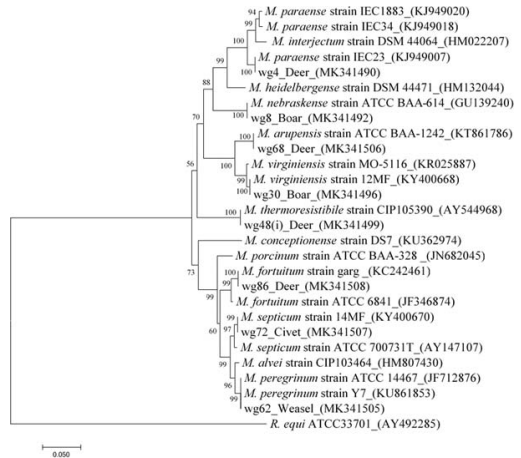 M. paraense strain IEC1883_(KJ949020)
M. paraense strain IEC34_(KJ949018)
M. interjectum strain DSM 44064_(HM022207)
M. paraense strain IEC23_(KJ949007)
wg4_Deer_(MK341490)
M. heidelbergense strain DSM 44471_(HM132044)
M. nebraskense strain ATCC BAA-614_(GU139240)
wg8_Boar_(MK341492)
M. arupensis strain ATCC BAA-1242_(KT861786)
wg68_Deer_(MK341506)
M. virginiensis strain MO-5116_(KR025887)
M. virginiensis strain 12MF_(KY400668)
wg30_Boar_(MK341496)
M. thermoresistibile strain CIP105390_(AY544968)
wg48(i)_Deer_(MK341499)
M. conceptionense strain DS7_(KU362974)
M. porcinum strain ATCC BAA-328_(JN682045)
M. fortuitum strain garg_(KC242461)
wg86_Deer_(MK341508)
M. fortuitum strain ATCC 6841_(JF346874)
M. septicum strain 14MF_(KY400670)
wg72_Civet_(MK341507)
M. septicum strain ATCC 700731T_(AY147107)
M. alvei strain CIP103464_(HM807430)
M. peregrinum strain ATCC 14467_(JF712876)
M. peregrinum strain Y7_(KU861853)
wg62_Weasel_(MK341505)
R. equi ATCC33701_(AY492285)
94
99
100
100
99
88
100
70
100
100
100
99
56
100
73
100
99
99
99
97
60
99
96
99
0.050